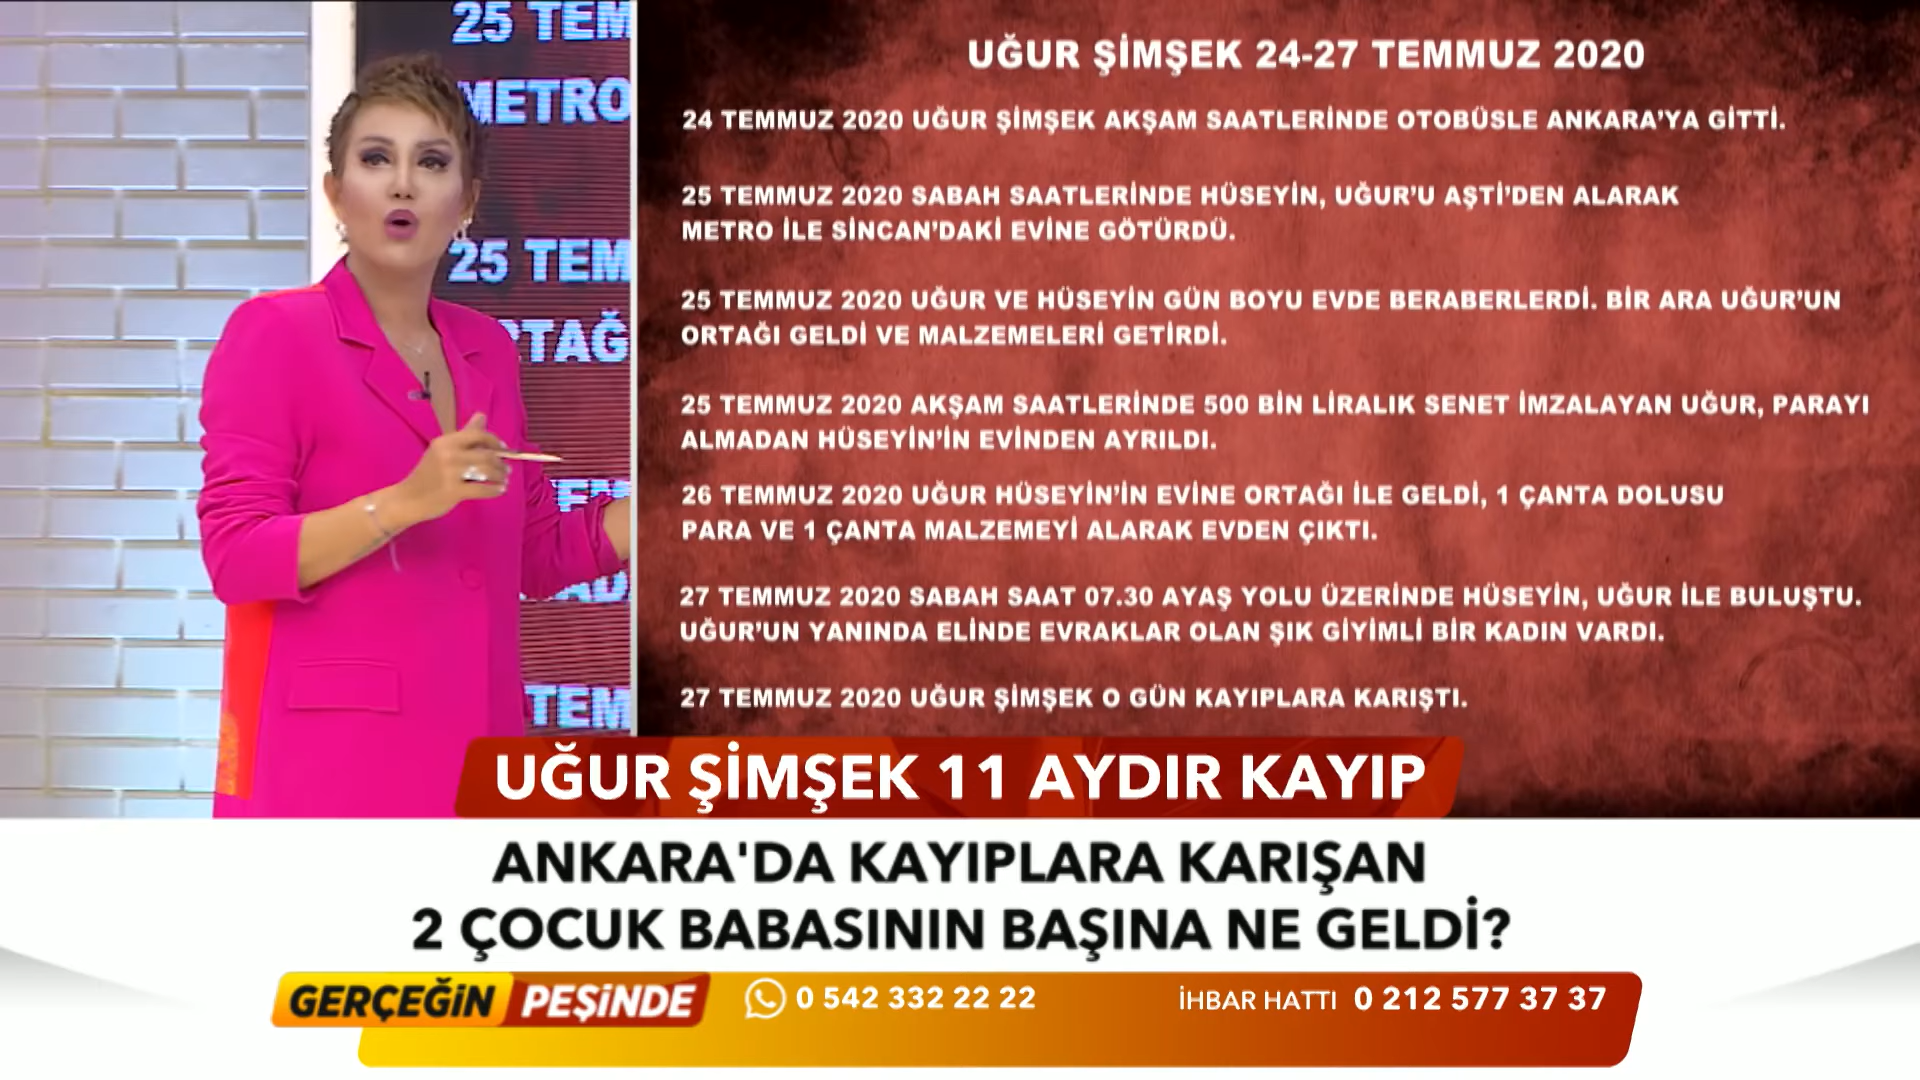 25 TEM
METRO
25 TEM
RTAĞ
TEM
UĞUR ŞİMŞEK 24-27 TEMMUZ 2020
24 TEMMUZ 2020 UĞUR ŞİMŞEK AKŞAM SAATLERİNDE OTOBÜSLE ANKARA'YA GİTTİ.
25 TEMMUZ 2020 SABAH SAATLERİNDE HÜSEYİN, UĞUR'U AŞTİ'DEN ALARAK
METRO İLE SİNCAN'DAKİ EVİNE GÖTÜRDÜ.
25 TEMMUZ 2020 UĞUR VE HÜSEYİN GÜN BOYU EVDE BERABERLERDİ. BİR ARA UĞUR'UN
ORTAĞI GELDİ VE MALZEMELERİ GETİRDİ.
25 TEMMUZ 2020 AKŞAM SAATLERİNDE 500 BİN LİRALIK SENET İMZALAYAN UĞUR, PARAYI
ALMADAN HÜSEYİN'İN EVİNDEN AYRILDI.
26 TEMMUZ 2020 UĞUR HÜSEYİN'İN EVİNE ORTAĞI İLE GELDİ, 1 ÇANTA DOLUSU
PARA VE 1 ÇANTA MALZEMEYİ ALARAK EVDEN ÇIKTI.
27 TEMMUZ 2020 SABAH SAAT 07.30 AYAŞ YOLU ÜZERİNDE HÜSEYİN, UĞUR İLE BULUŞTU.
UĞUR'UN YANINDA ELİNDE EVRAKLAR OLAN ŞIK GİYİMLİ BİR KADIN VARDI.
27 TEMMUZ 2020 UĞUR ŞİMŞEK O GÜN KAYIPLARA KARIŞTI.
UĞUR ŞİMŞEK 11 AYDIR KAYIP
ANKARA'DA KAYIPLARA KARIŞAN
2 ÇOCUK BABASININ BAŞINA NE GELDİ?
GERÇEĞİN PEŞİNDE 0 542 332 22 22 İHBAR HATTI 0 212 577 37 37